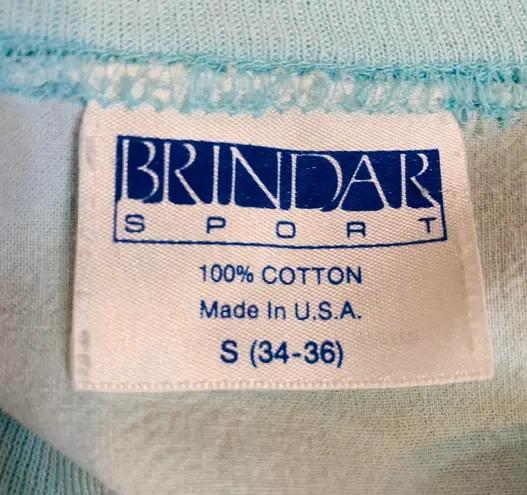 BRINDAR
SPORT
100% COTTON
Made In U.S.A.
S (34-36)